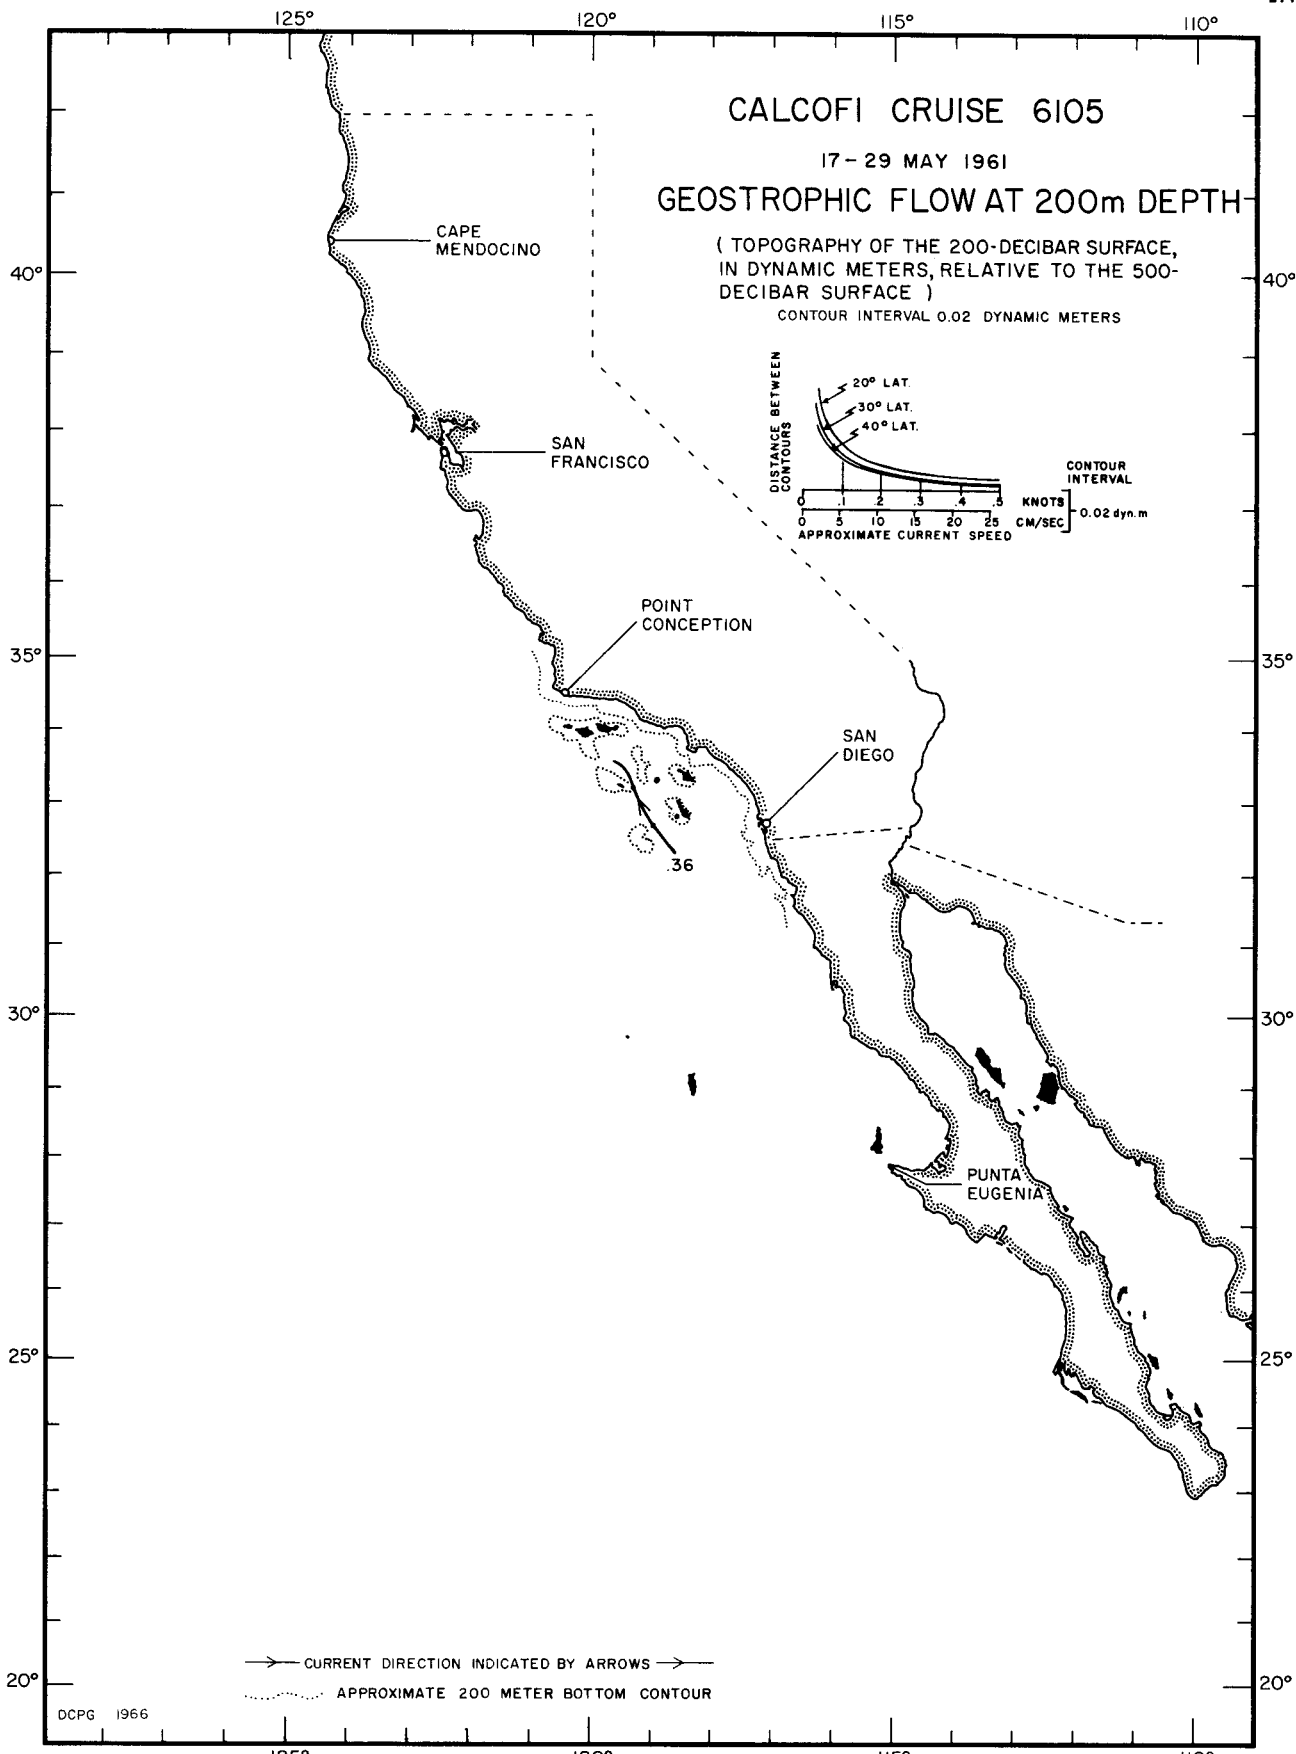 125° 120° 115° 110°
CALCOFI CRUISE 6105
17-29 MAY 1961
GEOSTROPHIC FLOW AT 200m DEPTH
( TOPOGRAPHY OF THE 200-DECIBAR SURFACE,
IN DYNAMIC METERS, RELATIVE TO THE 500-
DECIBAR SURFACE )
CONTOUR INTERVAL 0.02 DYNAMIC METERS
CAPE
MENDOCINO
40° 40°
DISTANCE BETWEEN
CONTOURS
20° LAT.
30° LAT.
40° LAT.
CONTOUR
INTERVAL
0 .1 .2 .3 .4 .5 KNOTS
0 5 10 15 20 25 CM/SEC
0.02 dyn.m
APPROXIMATE CURRENT SPEED
SAN
FRANCISCO
POINT
CONCEPTION
35° 35°
SAN
DIEGO
.36
30° 30°
PUNTA
EUGENIA
25° 25°
CURRENT DIRECTION INDICATED BY ARROWS
APPROXIMATE 200 METER BOTTOM CONTOUR
20° 20°
DCPG 1966